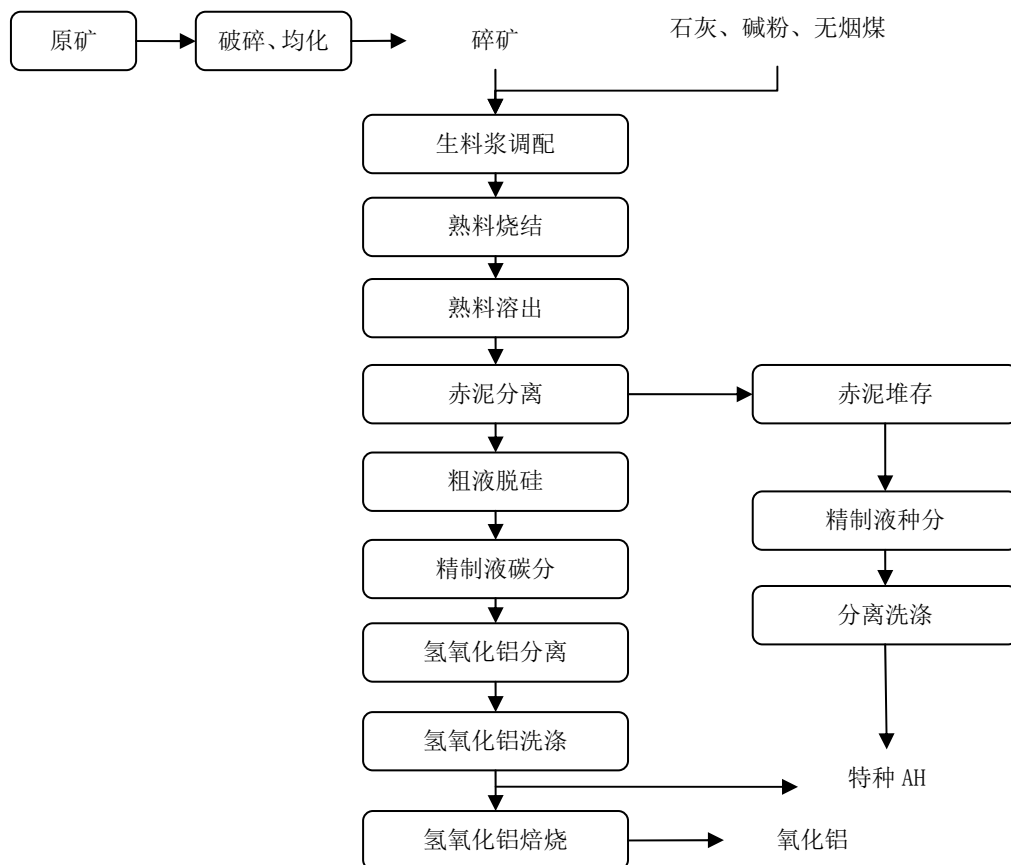 原矿
破碎、均化
碎矿
石灰、碱粉、无烟煤
生料浆调配
熟料烧结
熟料溶出
赤泥分离
赤泥堆存
粗液脱硅
精制液种分
精制液碳分
分离洗涤
氢氧化铝分离
氢氧化铝洗涤
特种 AH
氢氧化铝焙烧
氧化铝